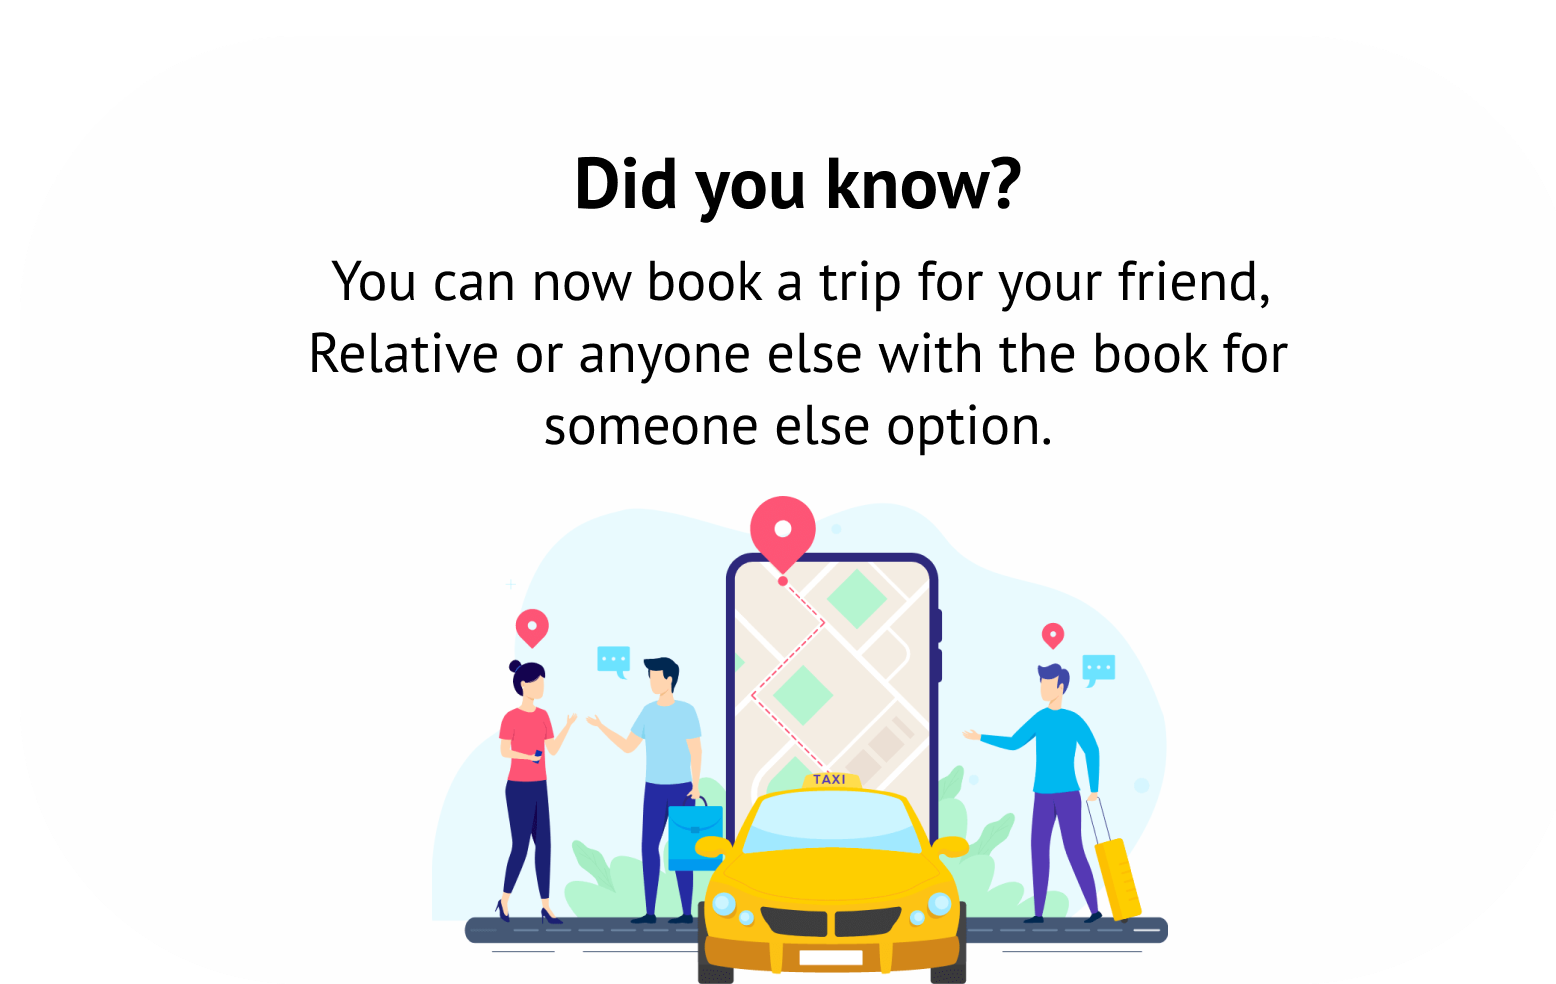 Did you know?
You can now book a trip for your friend,
Relative or anyone else with the book for
someone else option.
TAXI